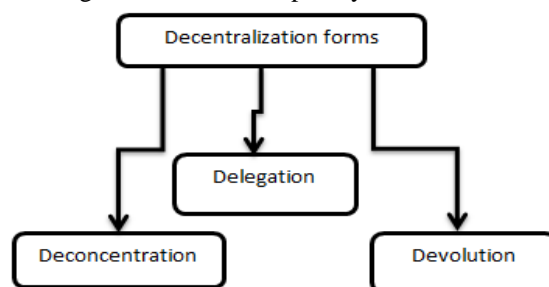 Decentralization forms
Delegation
Deconcentration
Devolution